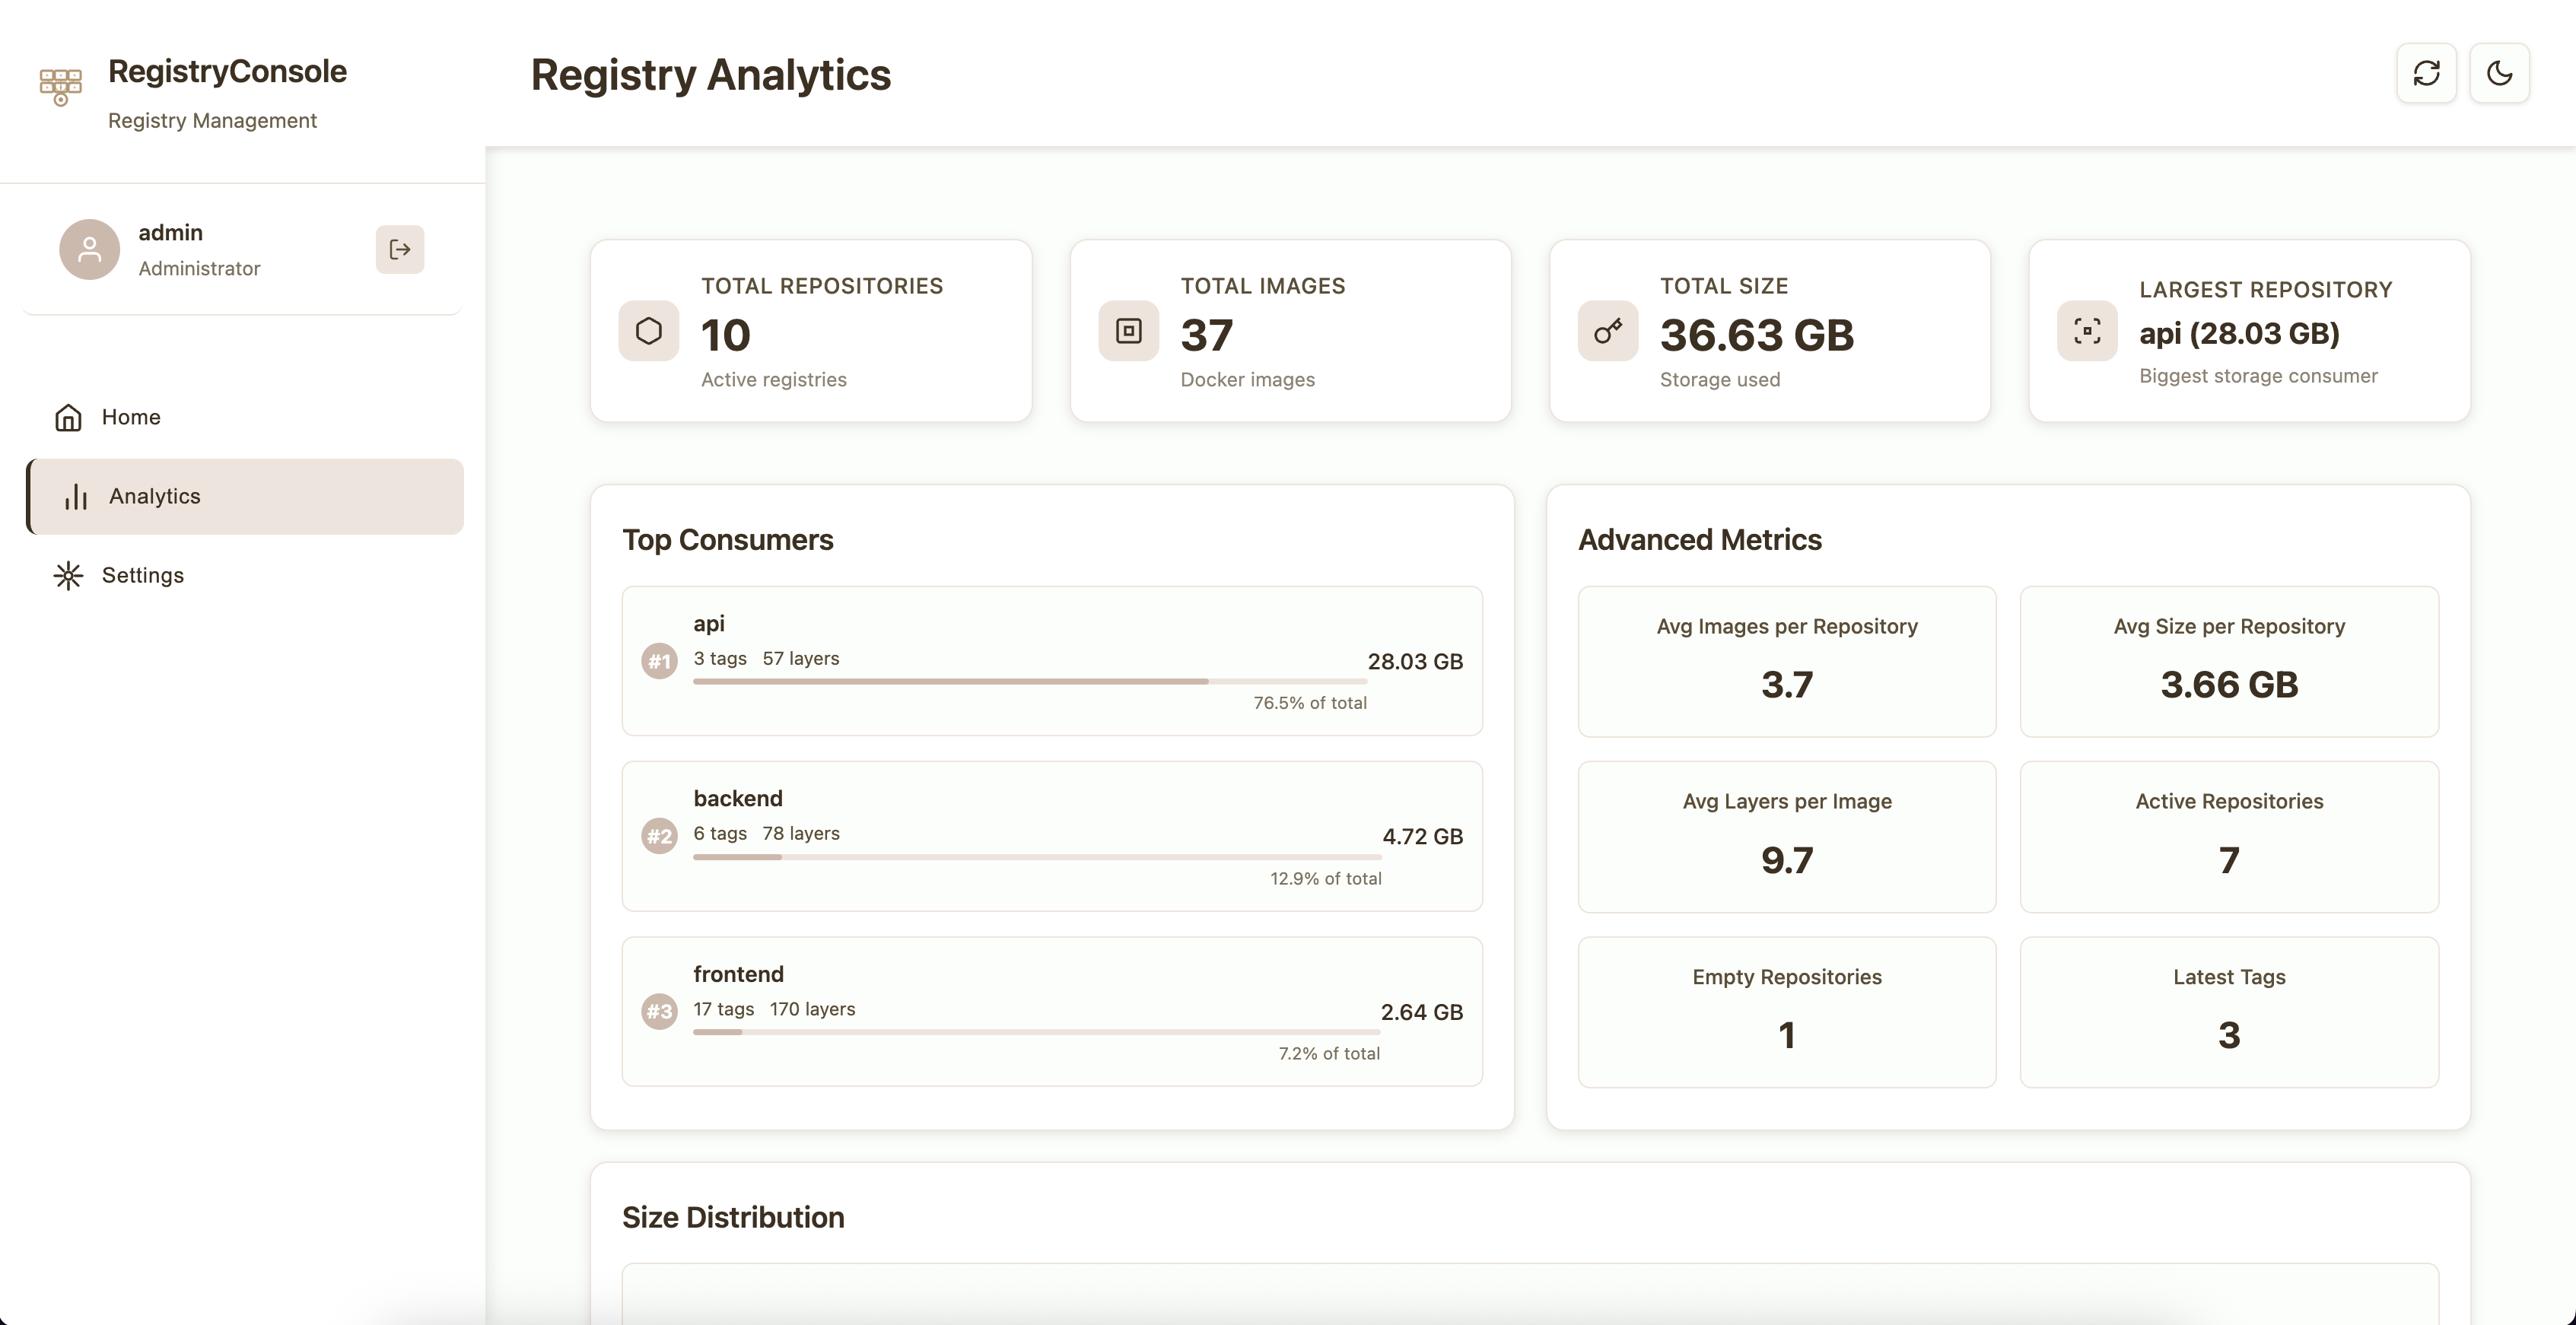 RegistryConsole
Registry Management
admin
Administrator
Home
Analytics
Settings
Registry Analytics
TOTAL REPOSITORIES
10
Active registries
TOTAL IMAGES
37
Docker images
TOTAL SIZE
36.63 GB
Storage used
LARGEST REPOSITORY
api (28.03 GB)
Biggest storage consumer
Top Consumers
#1
api
3 tags 57 layers
28.03 GB
76.5% of total
#2
backend
6 tags 78 layers
4.72 GB
12.9% of total
#3
frontend
17 tags 170 layers
2.64 GB
7.2% of total
Advanced Metrics
Avg Images per Repository
3.7
Avg Size per Repository
3.66 GB
Avg Layers per Image
9.7
Active Repositories
7
Empty Repositories
1
Latest Tags
3
Size Distribution